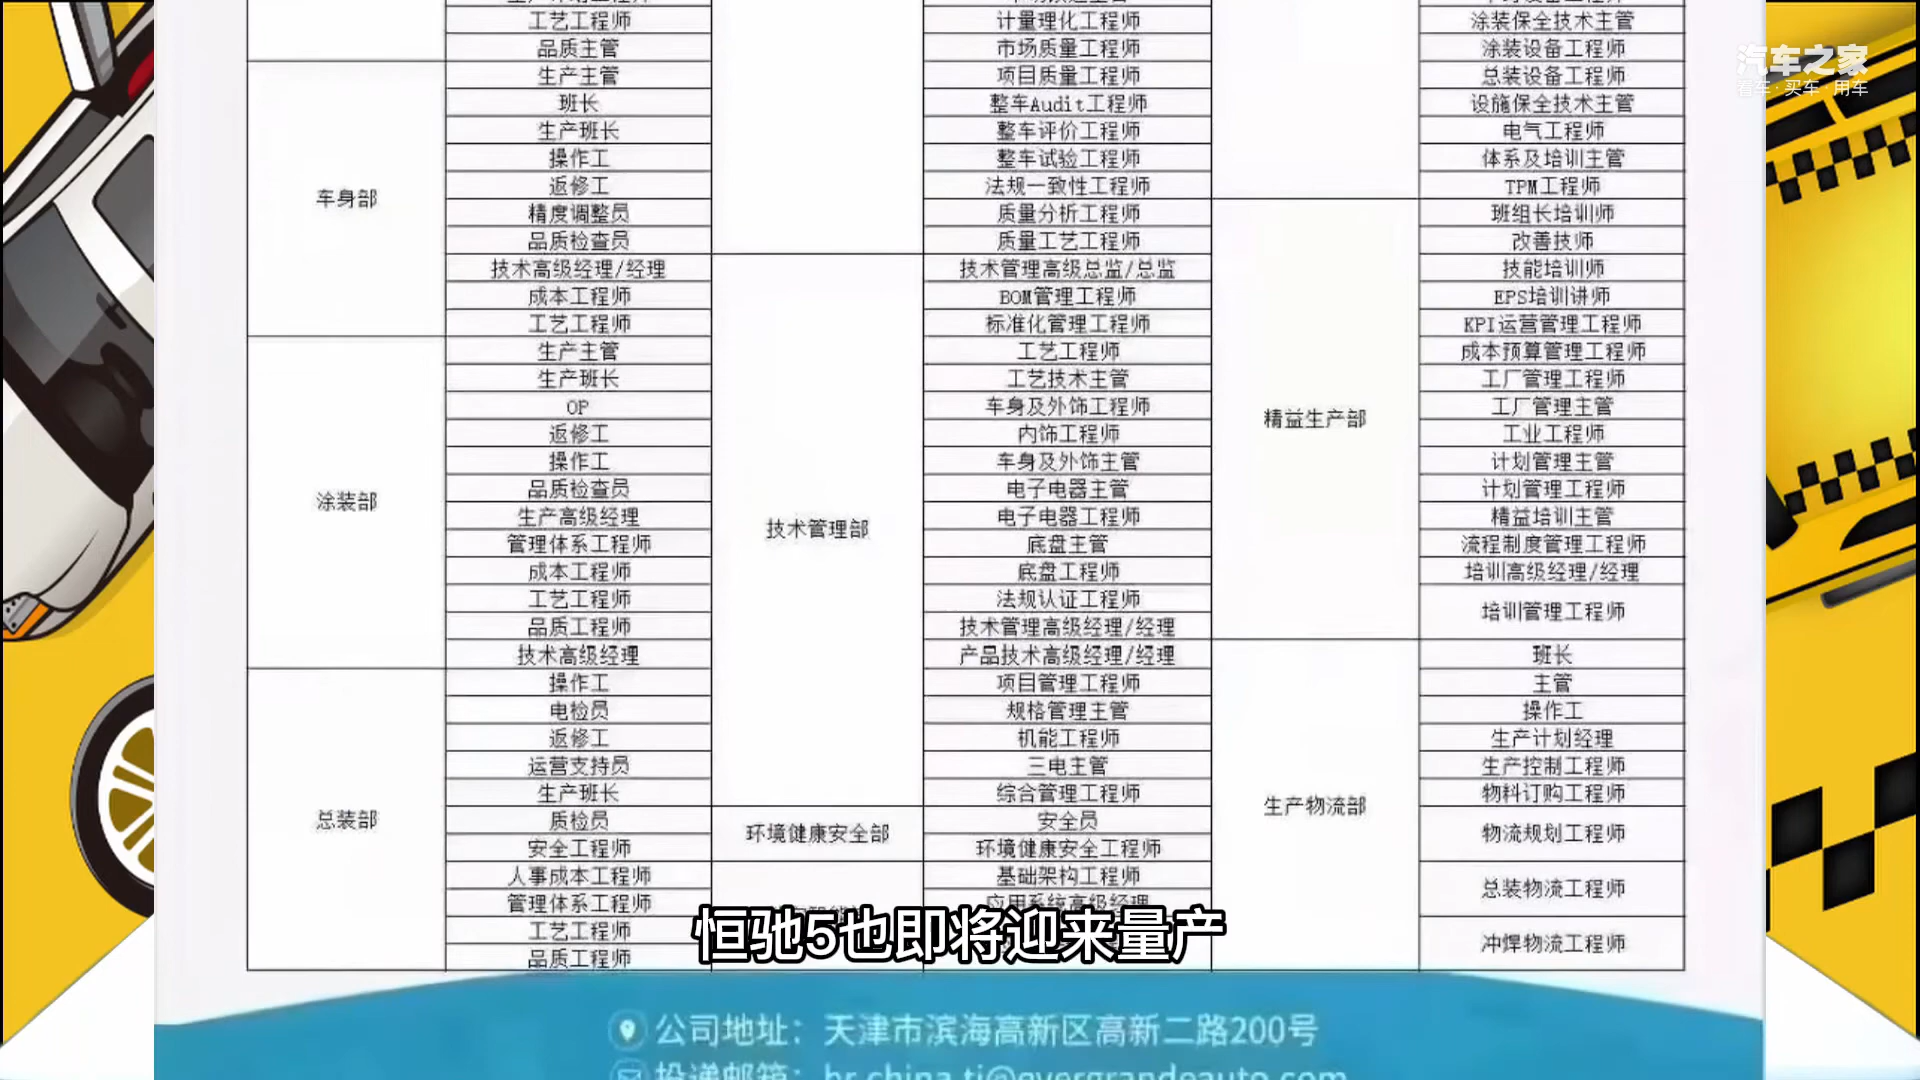 汽车之家
看车·买车·用车
工艺工程师
品质主管
车身部
生产主管
班长
生产班长
操作工
返修工
精度调整员
品质检查员
技术高级经理/经理
成本工程师
工艺工程师
涂装部
生产主管
生产班长
OP
返修工
操作工
品质检查员
生产高级经理
管理体系工程师
成本工程师
工艺工程师
品质工程师
技术高级经理
总装部
操作工
电检员
返修工
运营支持员
生产班长
质检员
安全工程师
人事成本工程师
管理体系工程师
工艺工程师
品质工程师
计量理化工程师
市场质量工程师
项目质量工程师
整车Audit工程师
整车评价工程师
整车试验工程师
法规一致性工程师
质量分析工程师
质量工艺工程师
技术管理部
技术管理高级总监/总监
BOM管理工程师
标准化管理工程师
工艺工程师
工艺技术主管
车身及外饰工程师
内饰工程师
车身及外饰主管
电子电器主管
电子电器工程师
底盘主管
底盘工程师
法规认证工程师
技术管理高级经理/经理
产品技术高级经理/经理
项目管理工程师
规格管理主管
机能工程师
三电主管
综合管理工程师
环境健康安全部
安全员
环境健康安全工程师
基础架构工程师
应用系统高级经理
涂装保全技术主管
涂装设备工程师
总装设备工程师
设施保全技术主管
电气工程师
体系及培训主管
TPM工程师
精益生产部
班组长培训师
改善技师
技能培训师
EPS培训讲师
KPI运营管理工程师
成本预算管理工程师
工厂管理工程师
工厂管理主管
工业工程师
计划管理主管
计划管理工程师
精益培训主管
流程制度管理工程师
培训高级经理/经理
培训管理工程师
生产物流部
班长
主管
操作工
生产计划经理
生产控制工程师
物料订购工程师
物流规划工程师
总装物流工程师
冲焊物流工程师
恒驰5也即将迎来量产
公司地址：天津市滨海高新区高新二路200号
投递邮箱：hr.china.tj@evergrandeauto.com